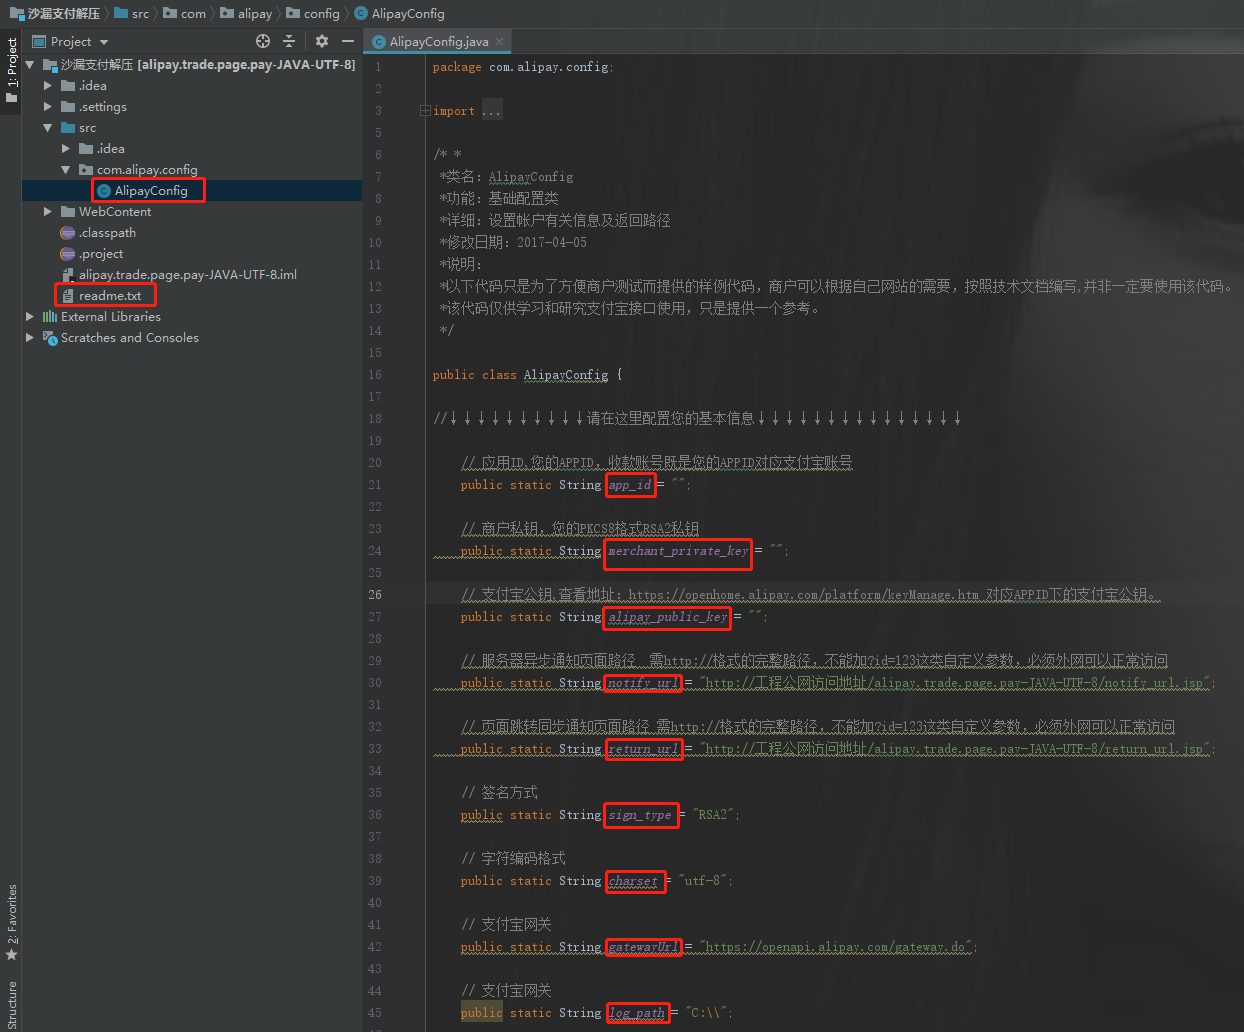 沙漏支付解压 src com alipay config AlipayConfig
Project
AlipayConfig.java
1: Project
沙漏支付解压 [alipay.trade.page.pay-JAVA-UTF-8]
.idea
.settings
src
.idea
com.alipay.config
AlipayConfig
WebContent
.classpath
.project
alipay.trade.page.pay-JAVA-UTF-8.iml
readme.txt
External Libraries
Scratches and Consoles
2: Favorites
Structure
1 package com.alipay.config;
2
3 import ...
5
6 /* *
7 *类名：AlipayConfig
8 *功能：基础配置类
9 *详细：设置帐户有关信息及返回路径
10 *修改日期：2017-04-05
11 *说明：
12 *以下代码只是为了方便商户测试而提供的样例代码，商户可以根据自己网站的需要，按照技术文档编写,并非一定要使用该代码。
13 *该代码仅供学习和研究支付宝接口使用，只是提供一个参考。
14 */
15
16 public class AlipayConfig {
17
18 //↓↓↓↓↓↓↓↓↓↓请在这里配置您的基本信息↓↓↓↓↓↓↓↓↓↓↓↓↓↓↓
19
20 // 应用ID,您的APPID，收款账号既是您的APPID对应支付宝账号
21 public static String app_id = "";
22
23 // 商户私钥，您的PKCS8格式RSA2私钥
24 public static String merchant_private_key = "";
25
26 // 支付宝公钥,查看地址：https://openhome.alipay.com/platform/keyManage.htm 对应APPID下的支付宝公钥。
27 public static String alipay_public_key = "";
28
29 // 服务器异步通知页面路径  需http://格式的完整路径，不能加?id=123这类自定义参数，必须外网可以正常访问
30 public static String notify_url = "http://工程公网访问地址/alipay.trade.page.pay-JAVA-UTF-8/notify_url.jsp";
31
32 // 页面跳转同步通知页面路径 需http://格式的完整路径，不能加?id=123这类自定义参数，必须外网可以正常访问
33 public static String return_url = "http://工程公网访问地址/alipay.trade.page.pay-JAVA-UTF-8/return_url.jsp";
34
35 // 签名方式
36 public static String sign_type = "RSA2";
37
38 // 字符编码格式
39 public static String charset = "utf-8";
40
41 // 支付宝网关
42 public static String gatewayUrl = "https://openapi.alipay.com/gateway.do";
43
44 // 支付宝网关
45 public static String log_path = "C:\\";